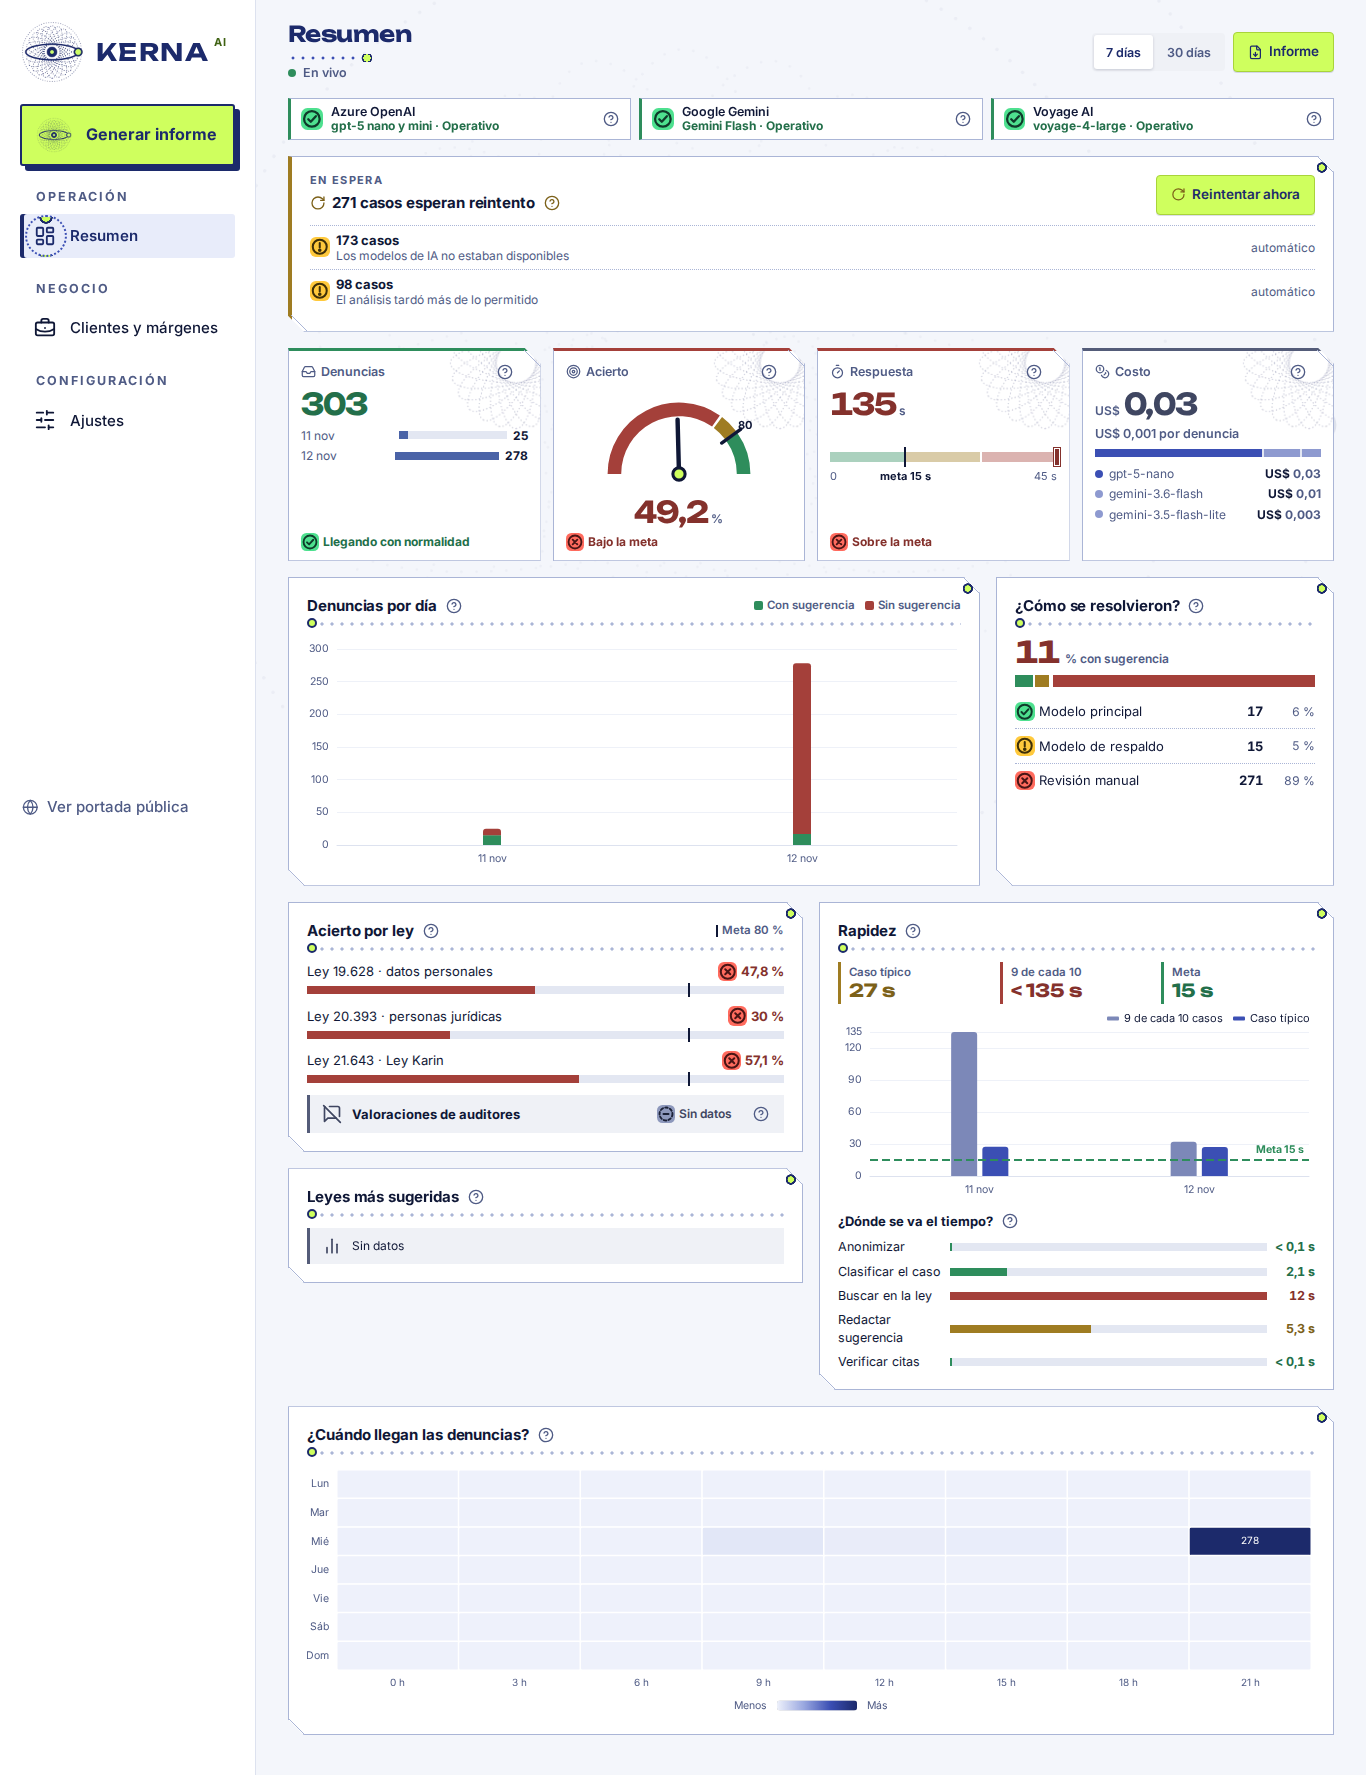 KERNA AI
Generar informe
OPERACIÓN
Resumen
NEGOCIO
Clientes y márgenes
CONFIGURACIÓN
Ajustes
Ver portada pública
Resumen
En vivo
7 días
30 días
Informe
Azure OpenAI
gpt-5 nano y mini · Operativo
Google Gemini
Gemini Flash · Operativo
Voyage AI
voyage-4-large · Operativo
EN ESPERA
271 casos esperan reintento
Reintentar ahora
173 casos
Los modelos de IA no estaban disponibles
automático
98 casos
El análisis tardó más de lo permitido
automático
Denuncias
303
11 nov 25
12 nov 278
Llegando con normalidad
Acierto
80
49,2 %
Bajo la meta
Respuesta
135 s
0 meta 15 s 45 s
Sobre la meta
Costo
US$ 0,03
US$ 0,001 por denuncia
gpt-5-nano US$ 0,03
gemini-3.6-flash US$ 0,01
gemini-3.5-flash-lite US$ 0,003
Denuncias por día
Con sugerencia Sin sugerencia
300
250
200
150
100
50
0
11 nov 12 nov
¿Cómo se resolvieron?
11 % con sugerencia
Modelo principal 17 6 %
Modelo de respaldo 15 5 %
Revisión manual 271 89 %
Acierto por ley
Meta 80 %
Ley 19.628 · datos personales 47,8 %
Ley 20.393 · personas jurídicas 30 %
Ley 21.643 · Ley Karin 57,1 %
Valoraciones de auditores Sin datos
Leyes más sugeridas
Sin datos
Rapidez
Caso típico
27 s
9 de cada 10
< 135 s
Meta
15 s
9 de cada 10 casos Caso típico
135
120
90
60
30
0
Meta 15 s
11 nov 12 nov
¿Dónde se va el tiempo?
Anonimizar < 0,1 s
Clasificar el caso 2,1 s
Buscar en la ley 12 s
Redactar
sugerencia 5,3 s
Verificar citas < 0,1 s
¿Cuándo llegan las denuncias?
Lun
Mar
Mié 278
Jue
Vie
Sáb
Dom
0 h 3 h 6 h 9 h 12 h 15 h 18 h 21 h
Menos Más